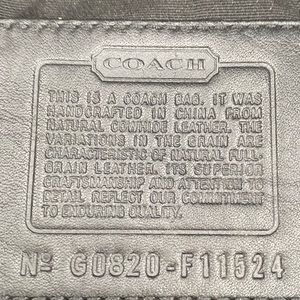 COACH
THIS IS A COACH BAG. IT WAS
HANDCRAFTED IN CHINA FROM
NATURAL COWHIDE LEATHER. THE
VARIATIONS IN THE GRAIN ARE
CHARACTERISTIC OF NATURAL FULL-
GRAIN LEATHER. ITS SUPERIOR
CRAFTSMANSHIP AND ATTENTION TO
DETAIL REFLECT OUR COMMITMENT
TO ENDURING QUALITY.
Nº G0820-F11524